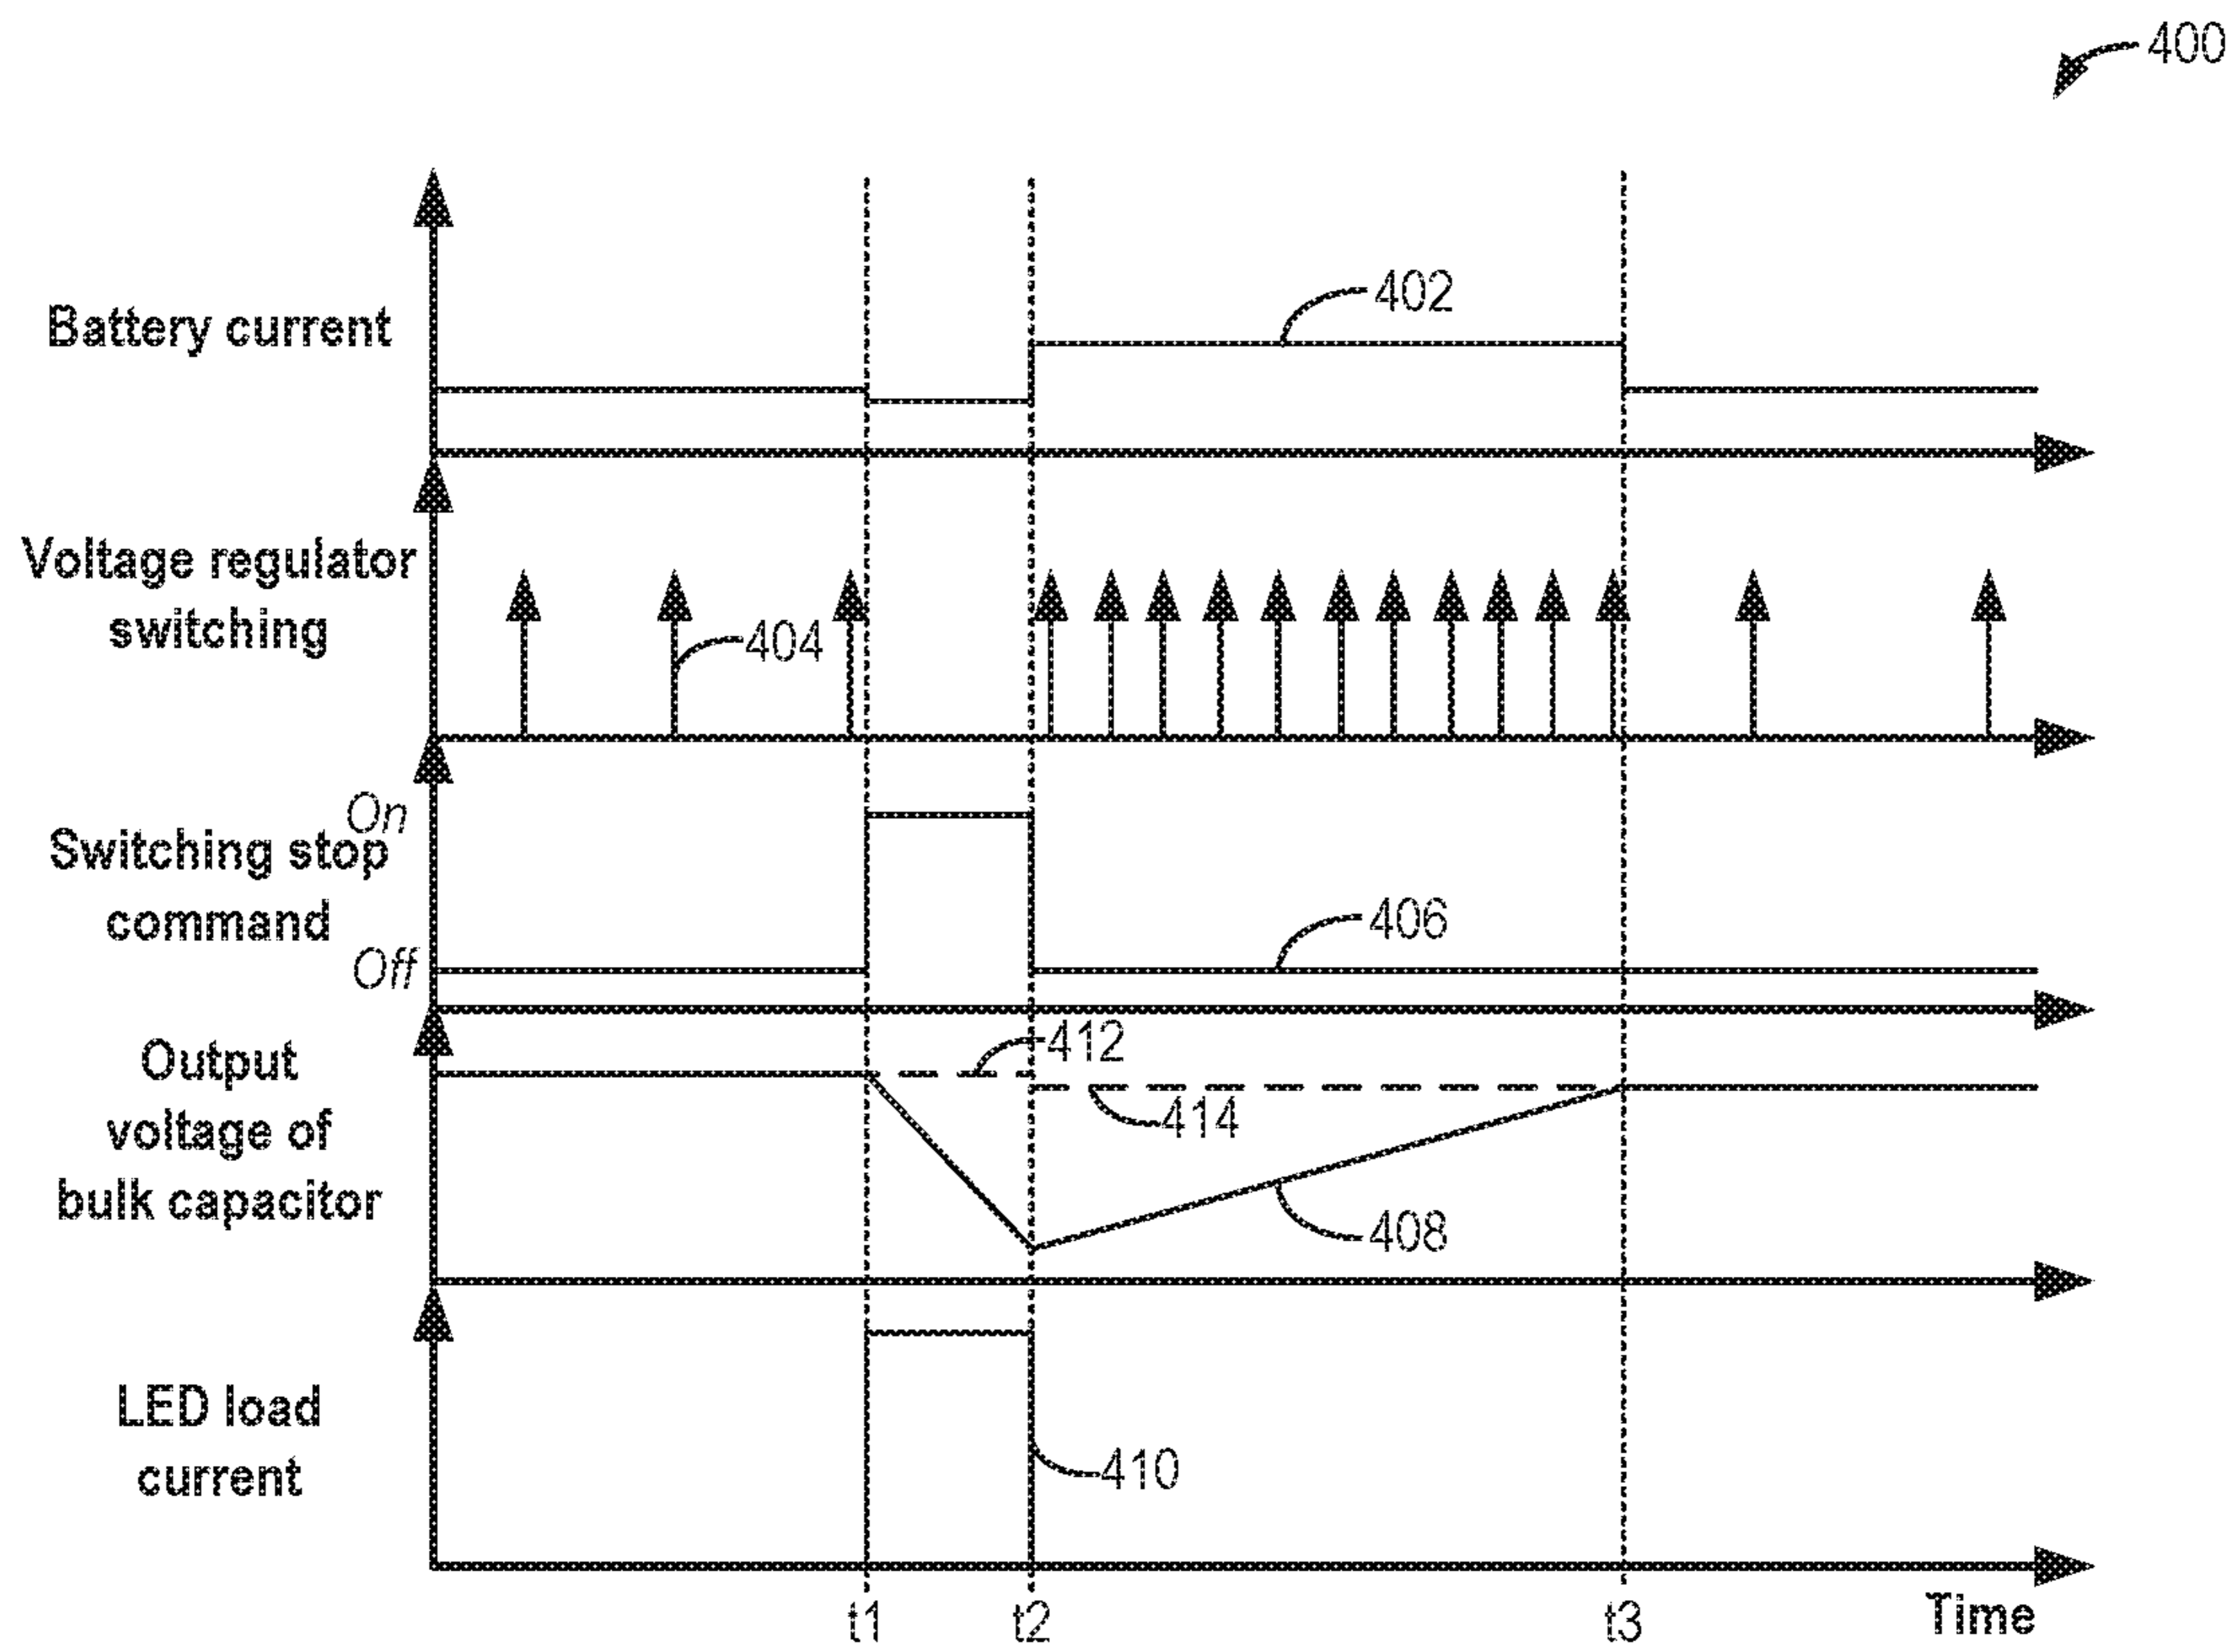 400
402
Battery current
Voltage regulator
switching
404
On
Switching stop
command
406
Off
412
Output
voltage of
bulk capacitor
414
408
LED load
current
410
t1
t2
t3
Time